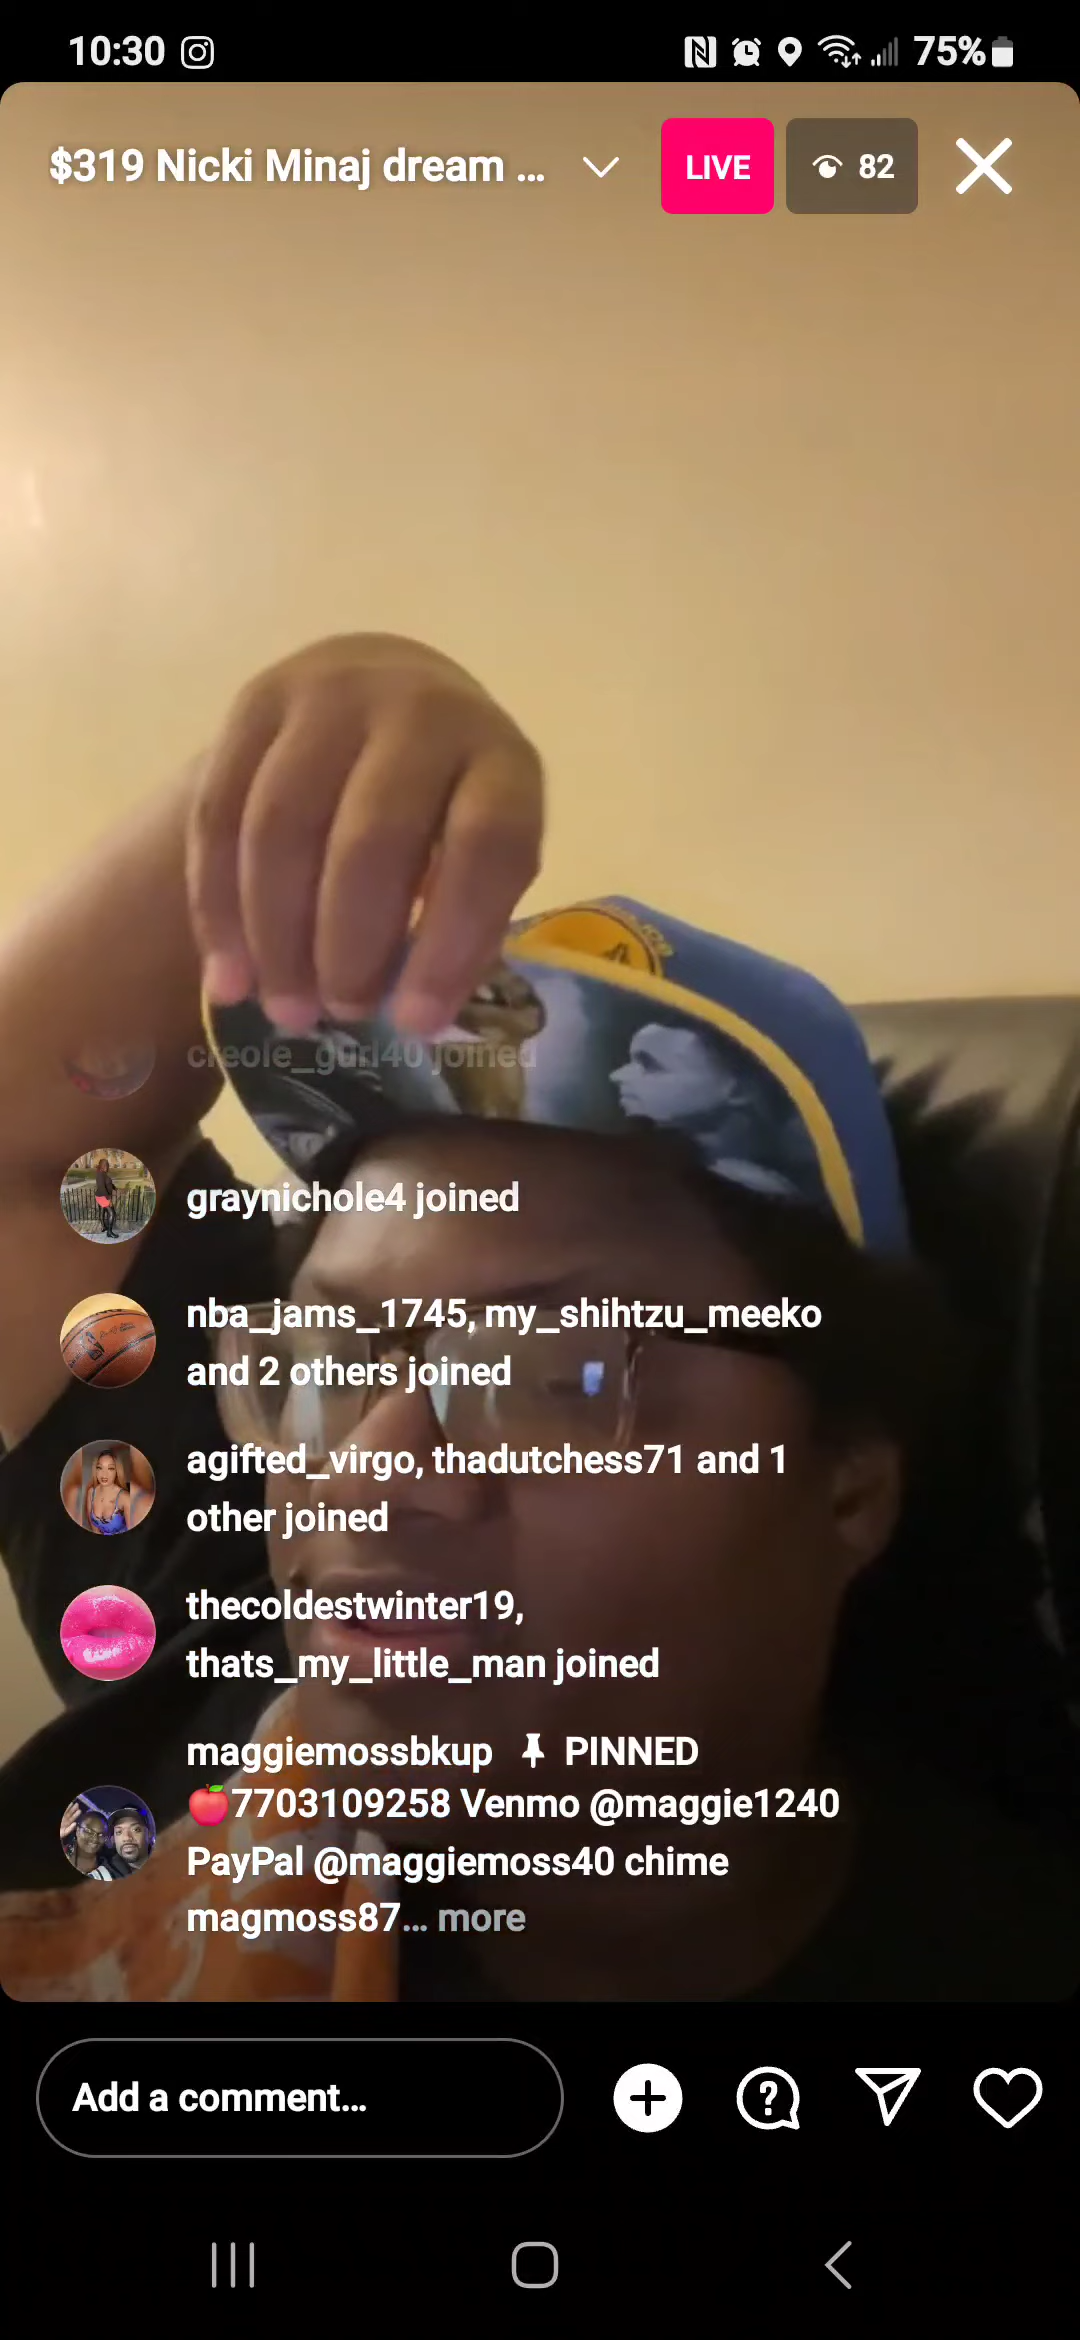 10:30
75%
$319 Nicki Minaj dream ...
LIVE
82
creole_gurl40 joined
graynichole4 joined
nba_jams_1745, my_shihtzu_meeko
and 2 others joined
agifted_virgo, thadutchess71 and 1
other joined
thecoldestwinter19,
thats_my_little_man joined
maggiemossbkup PINNED
🍎7703109258 Venmo @maggie1240
PayPal @maggiemoss40 chime
magmoss87... more
Add a comment...